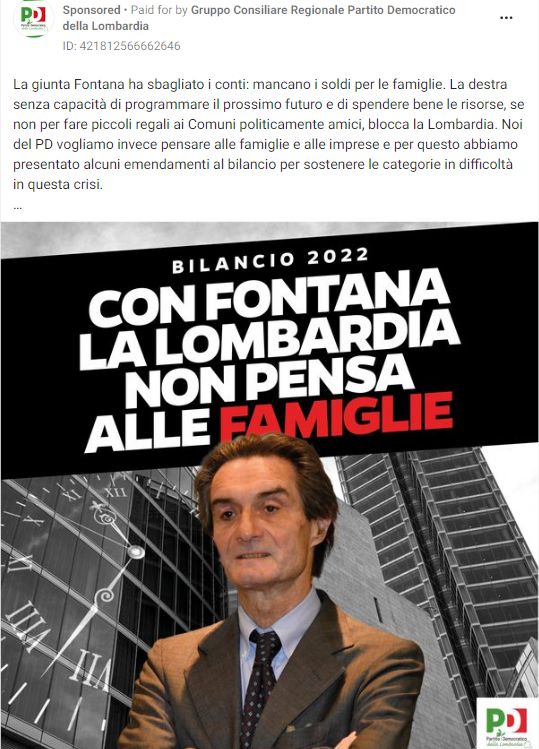 PD
Sponsored • Paid for by Gruppo Consiliare Regionale Partito Democratico
della Lombardia
ID: 421812566662646
La giunta Fontana ha sbagliato i conti: mancano i soldi per le famiglie. La destra
senza capacità di programmare il prossimo futuro e di spendere bene le risorse, se
non per fare piccoli regali ai Comuni politicamente amici, blocca la Lombardia. Noi
del PD vogliamo invece pensare alle famiglie e alle imprese e per questo abbiamo
presentato alcuni emendamenti al bilancio per sostenere le categorie in difficoltà
in questa crisi.
...
BILANCIO 2022
CON FONTANA
LA LOMBARDIA
NON PENSA
ALLE FAMIGLIE
XI XII
VII
PD
Partito Democratico
della Lombardia